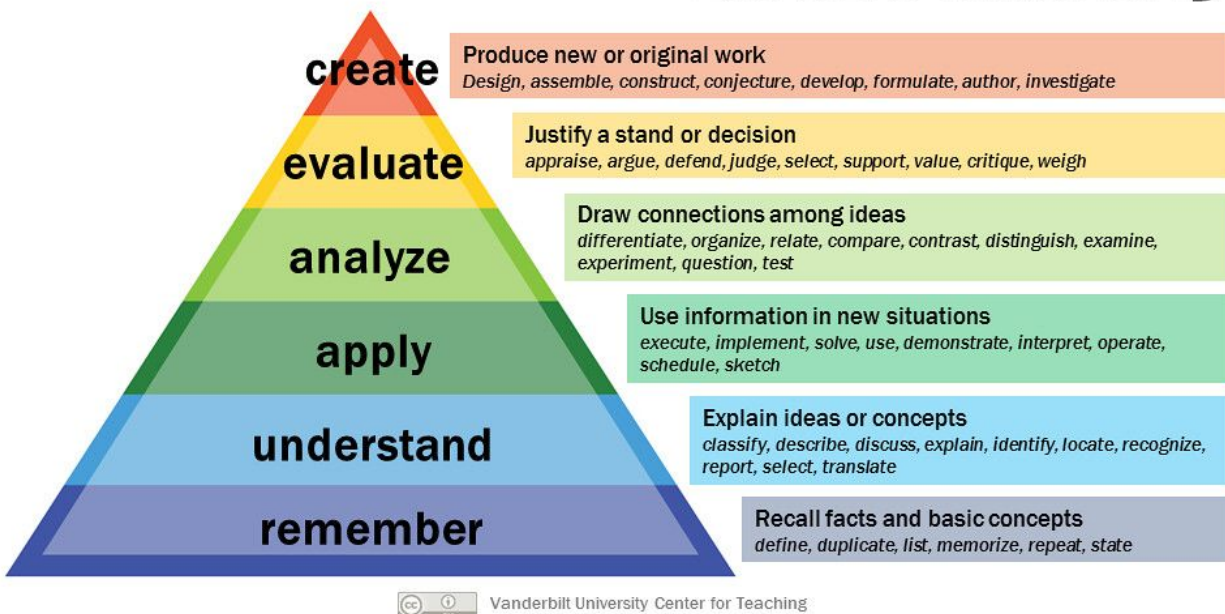 create
Produce new or original work
Design, assemble, construct, conjecture, develop, formulate, author, investigate
evaluate
Justify a stand or decision
appraise, argue, defend, judge, select, support, value, critique, weigh
analyze
Draw connections among ideas
differentiate, organize, relate, compare, contrast, distinguish, examine,
experiment, question, test
apply
Use information in new situations
execute, implement, solve, use, demonstrate, interpret, operate,
schedule, sketch
understand
Explain ideas or concepts
classify, describe, discuss, explain, identify, locate, recognize,
report, select, translate
remember
Recall facts and basic concepts
define, duplicate, list, memorize, repeat, state
cc
Vanderbilt University Center for Teaching